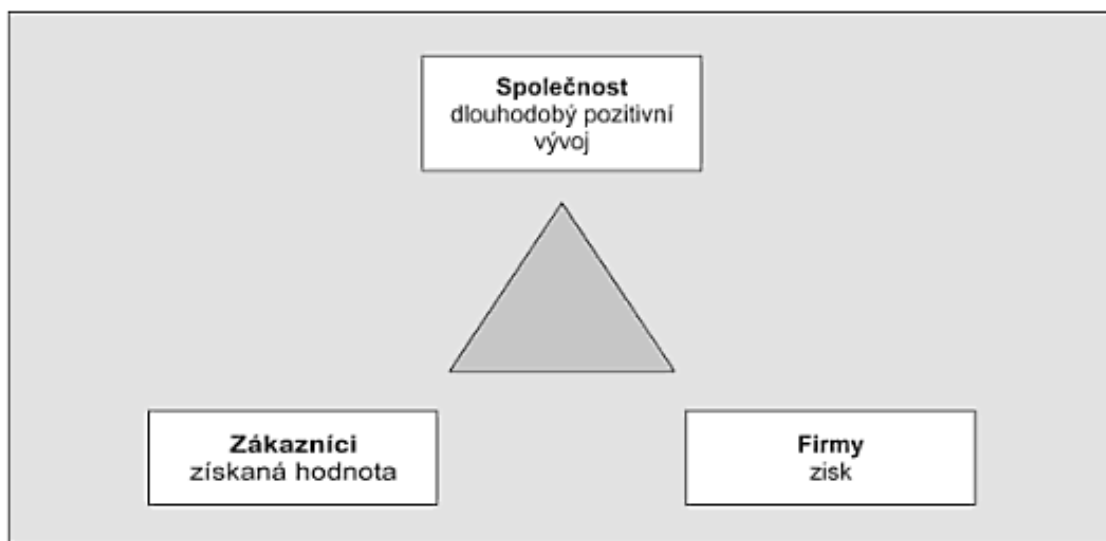 Společnost
dlouhodobý pozitivní
vývoj
Zákazníci
získaná hodnota
Firmy
zisk